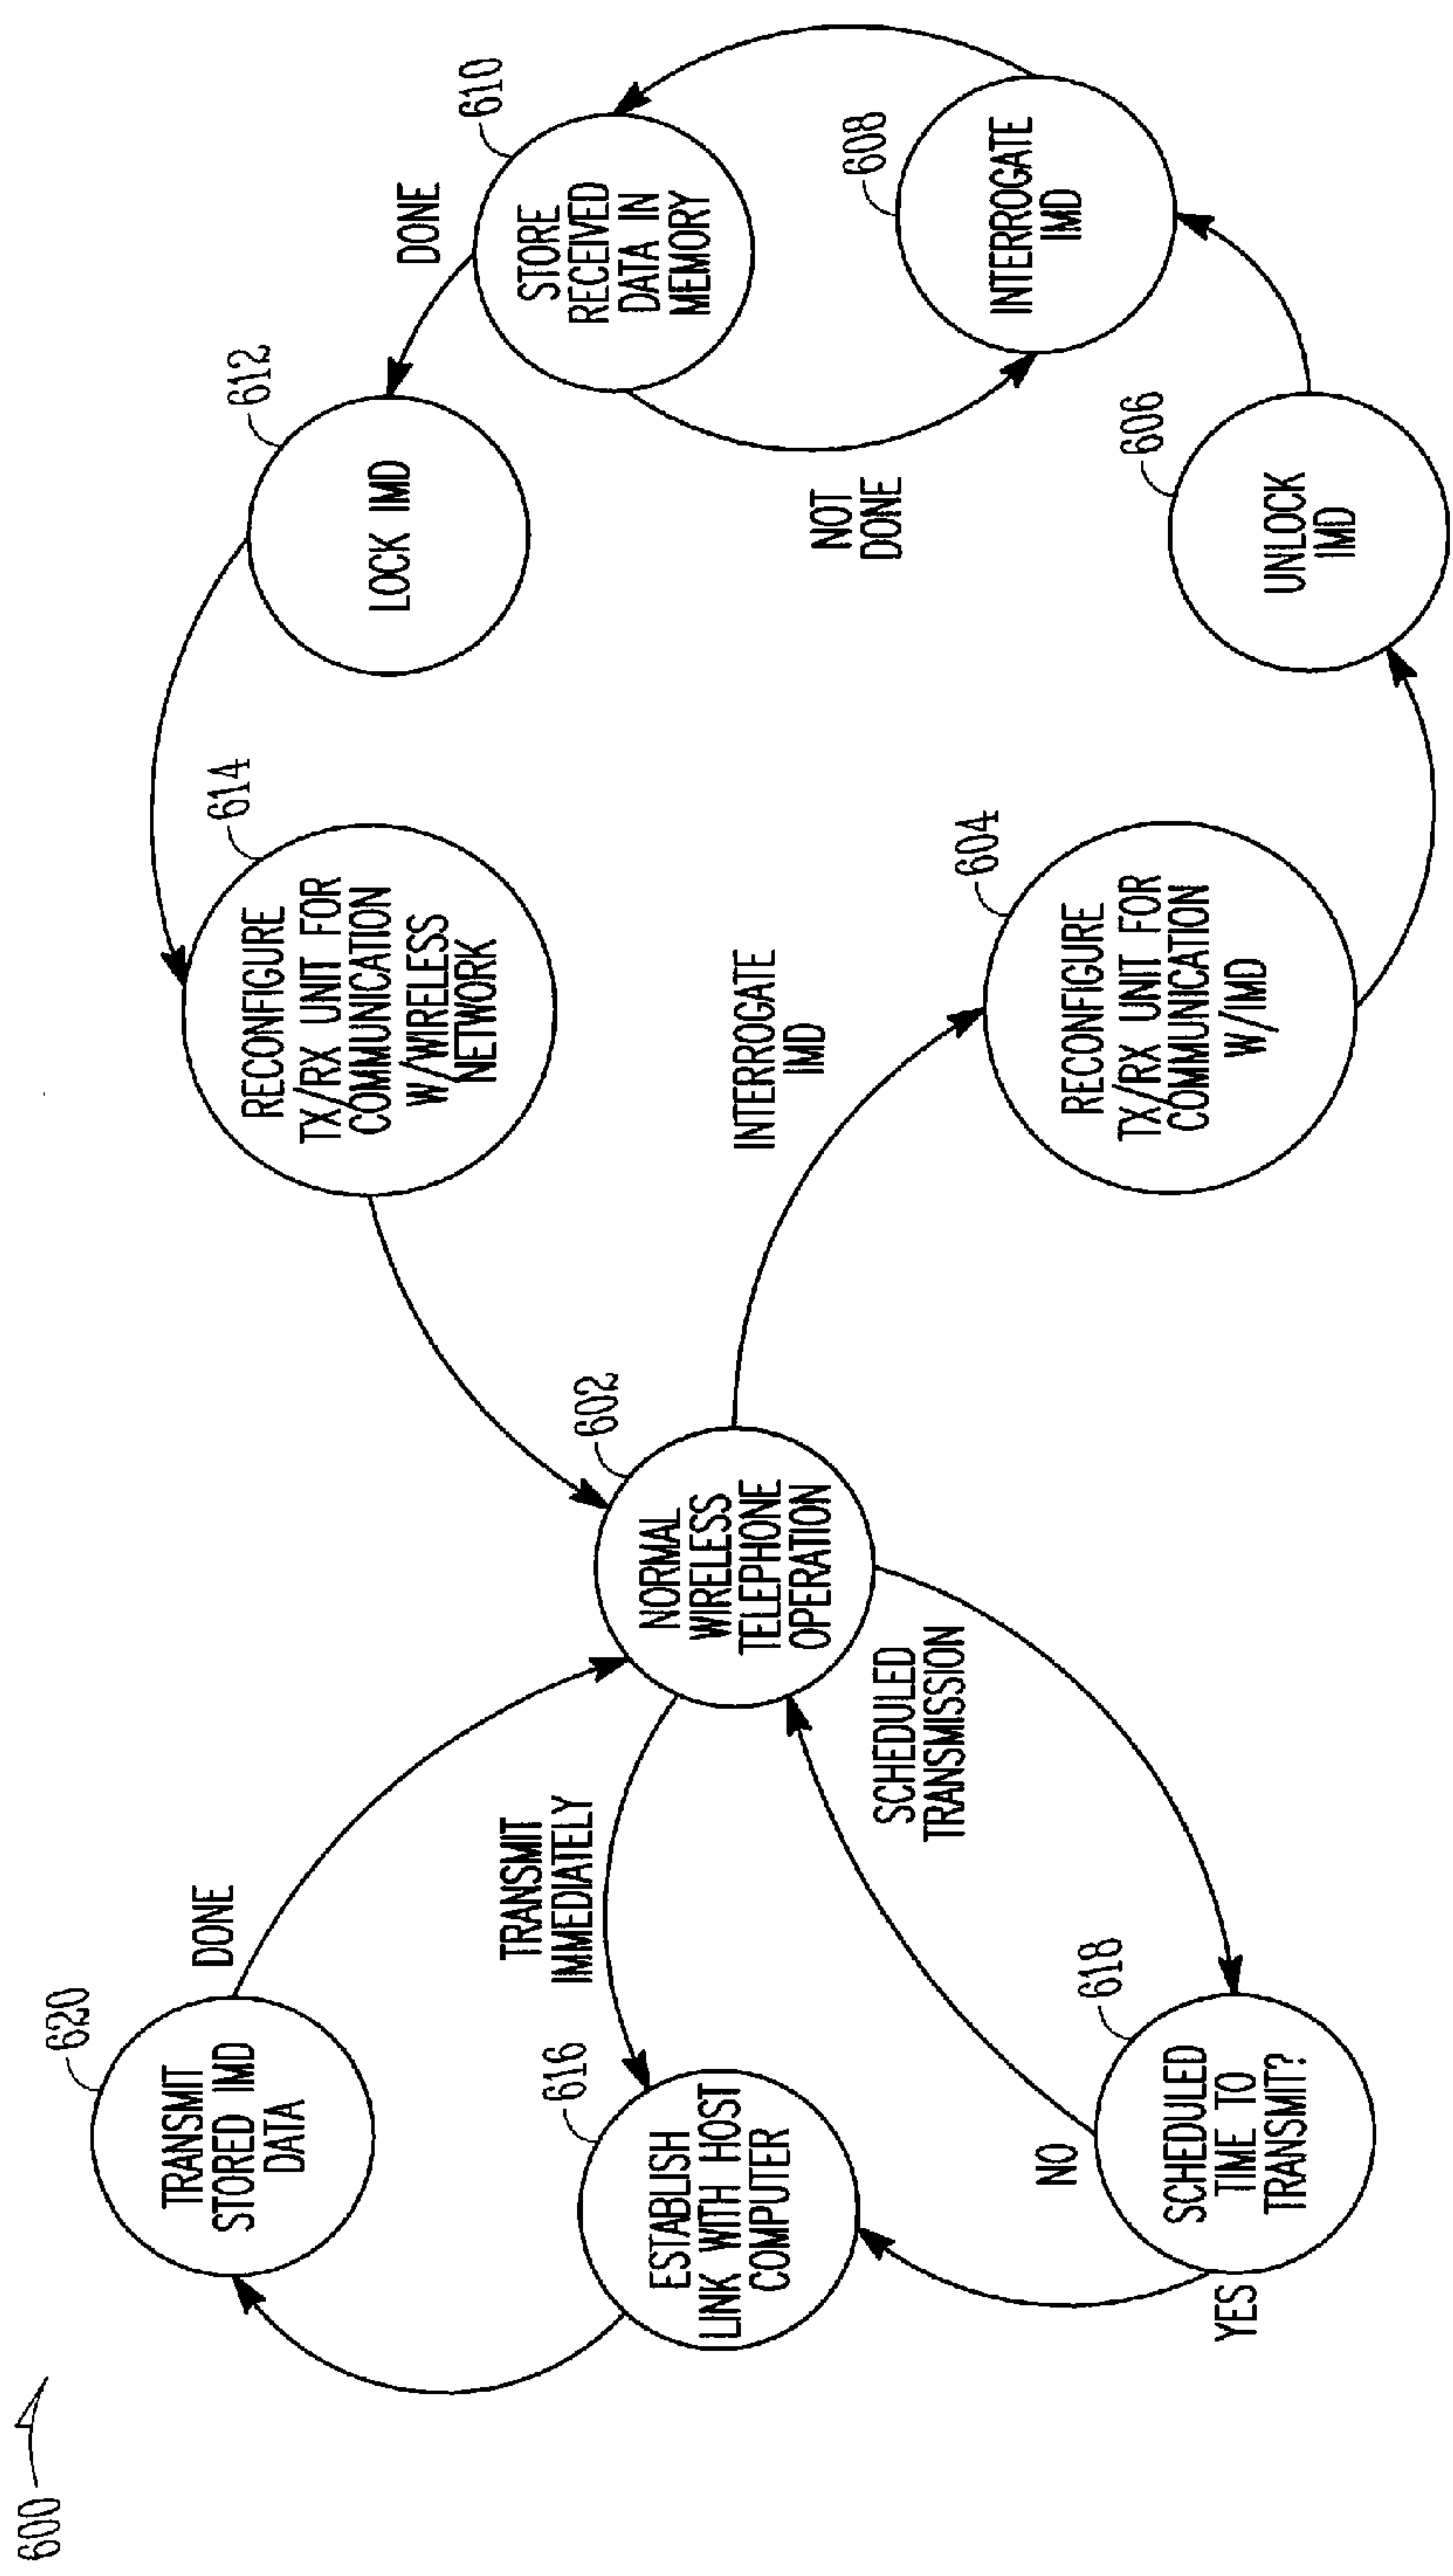 600
620
TRANSMIT
STORED IMD
DATA
DONE
616
ESTABLISH
LINK WITH HOST
COMPUTER
TRANSMIT
IMMEDIATELY
618
SCHEDULED
TIME TO
TRANSMIT?
NO
YES
SCHEDULED
TRANSMISSION
602
NORMAL
WIRELESS
TELEPHONE
OPERATION
614
RECONFIGURE
TX/RX UNIT FOR
COMMUNICATION
W/WIRELESS
NETWORK
INTERROGATE
IMD
604
RECONFIGURE
TX/RX UNIT FOR
COMMUNICATION
W/IMD
612
LOCK IMD
DONE
610
STORE
RECEIVED
DATA IN
MEMORY
NOT
DONE
608
INTERROGATE
IMD
606
UNLOCK
IMD